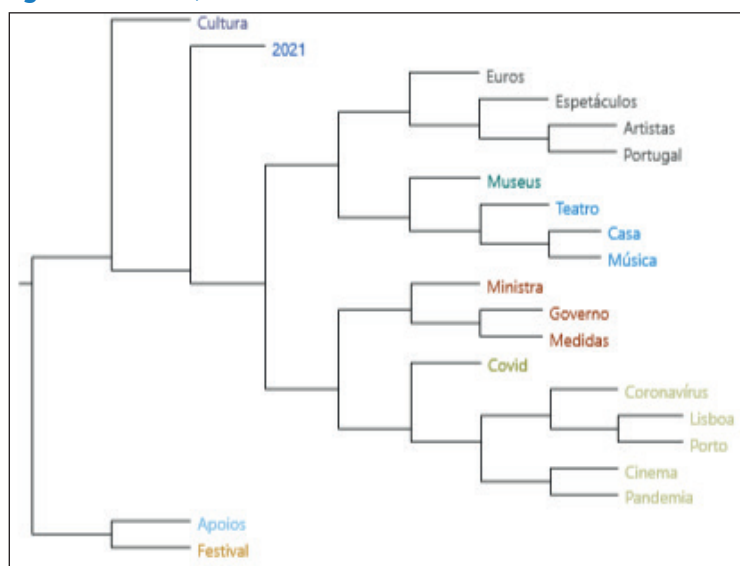 Cultura
2021
Euros
Espetáculos
Artistas
Portugal
Museus
Teatro
Casa
Música
Ministra
Governo
Medidas
Covid
Coronavírus
Lisboa
Porto
Cinema
Pandemia
Apoios
Festival